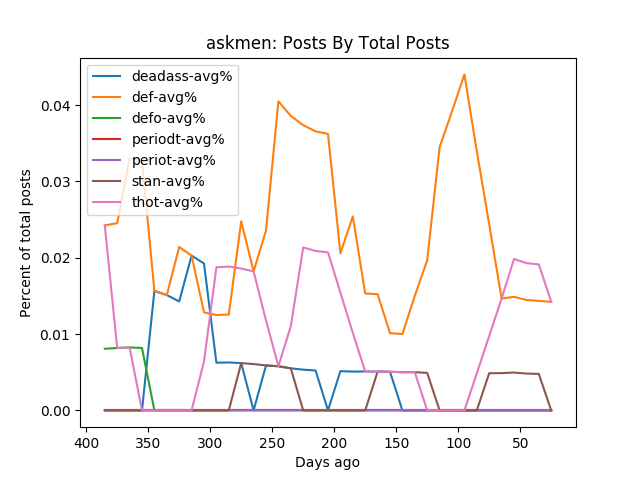 askmen: Posts By Total Posts
Percent of total posts
0.04
0.03
0.02
0.01
0.00
deadass-avg%
def-avg%
defo-avg%
periodt-avg%
periot-avg%
stan-avg%
thot-avg%
400 350 300 250 200 150 100 50
Days ago